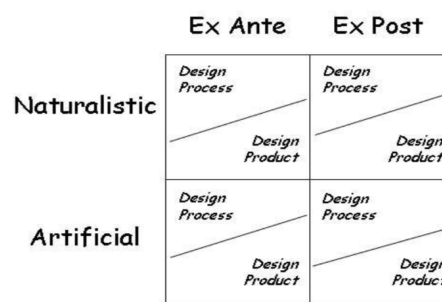 Ex Ante Ex Post
Naturalistic
Design
Process
Design
Product
Design
Process
Design
Product
Artificial
Design
Process
Design
Product
Design
Process
Design
Product